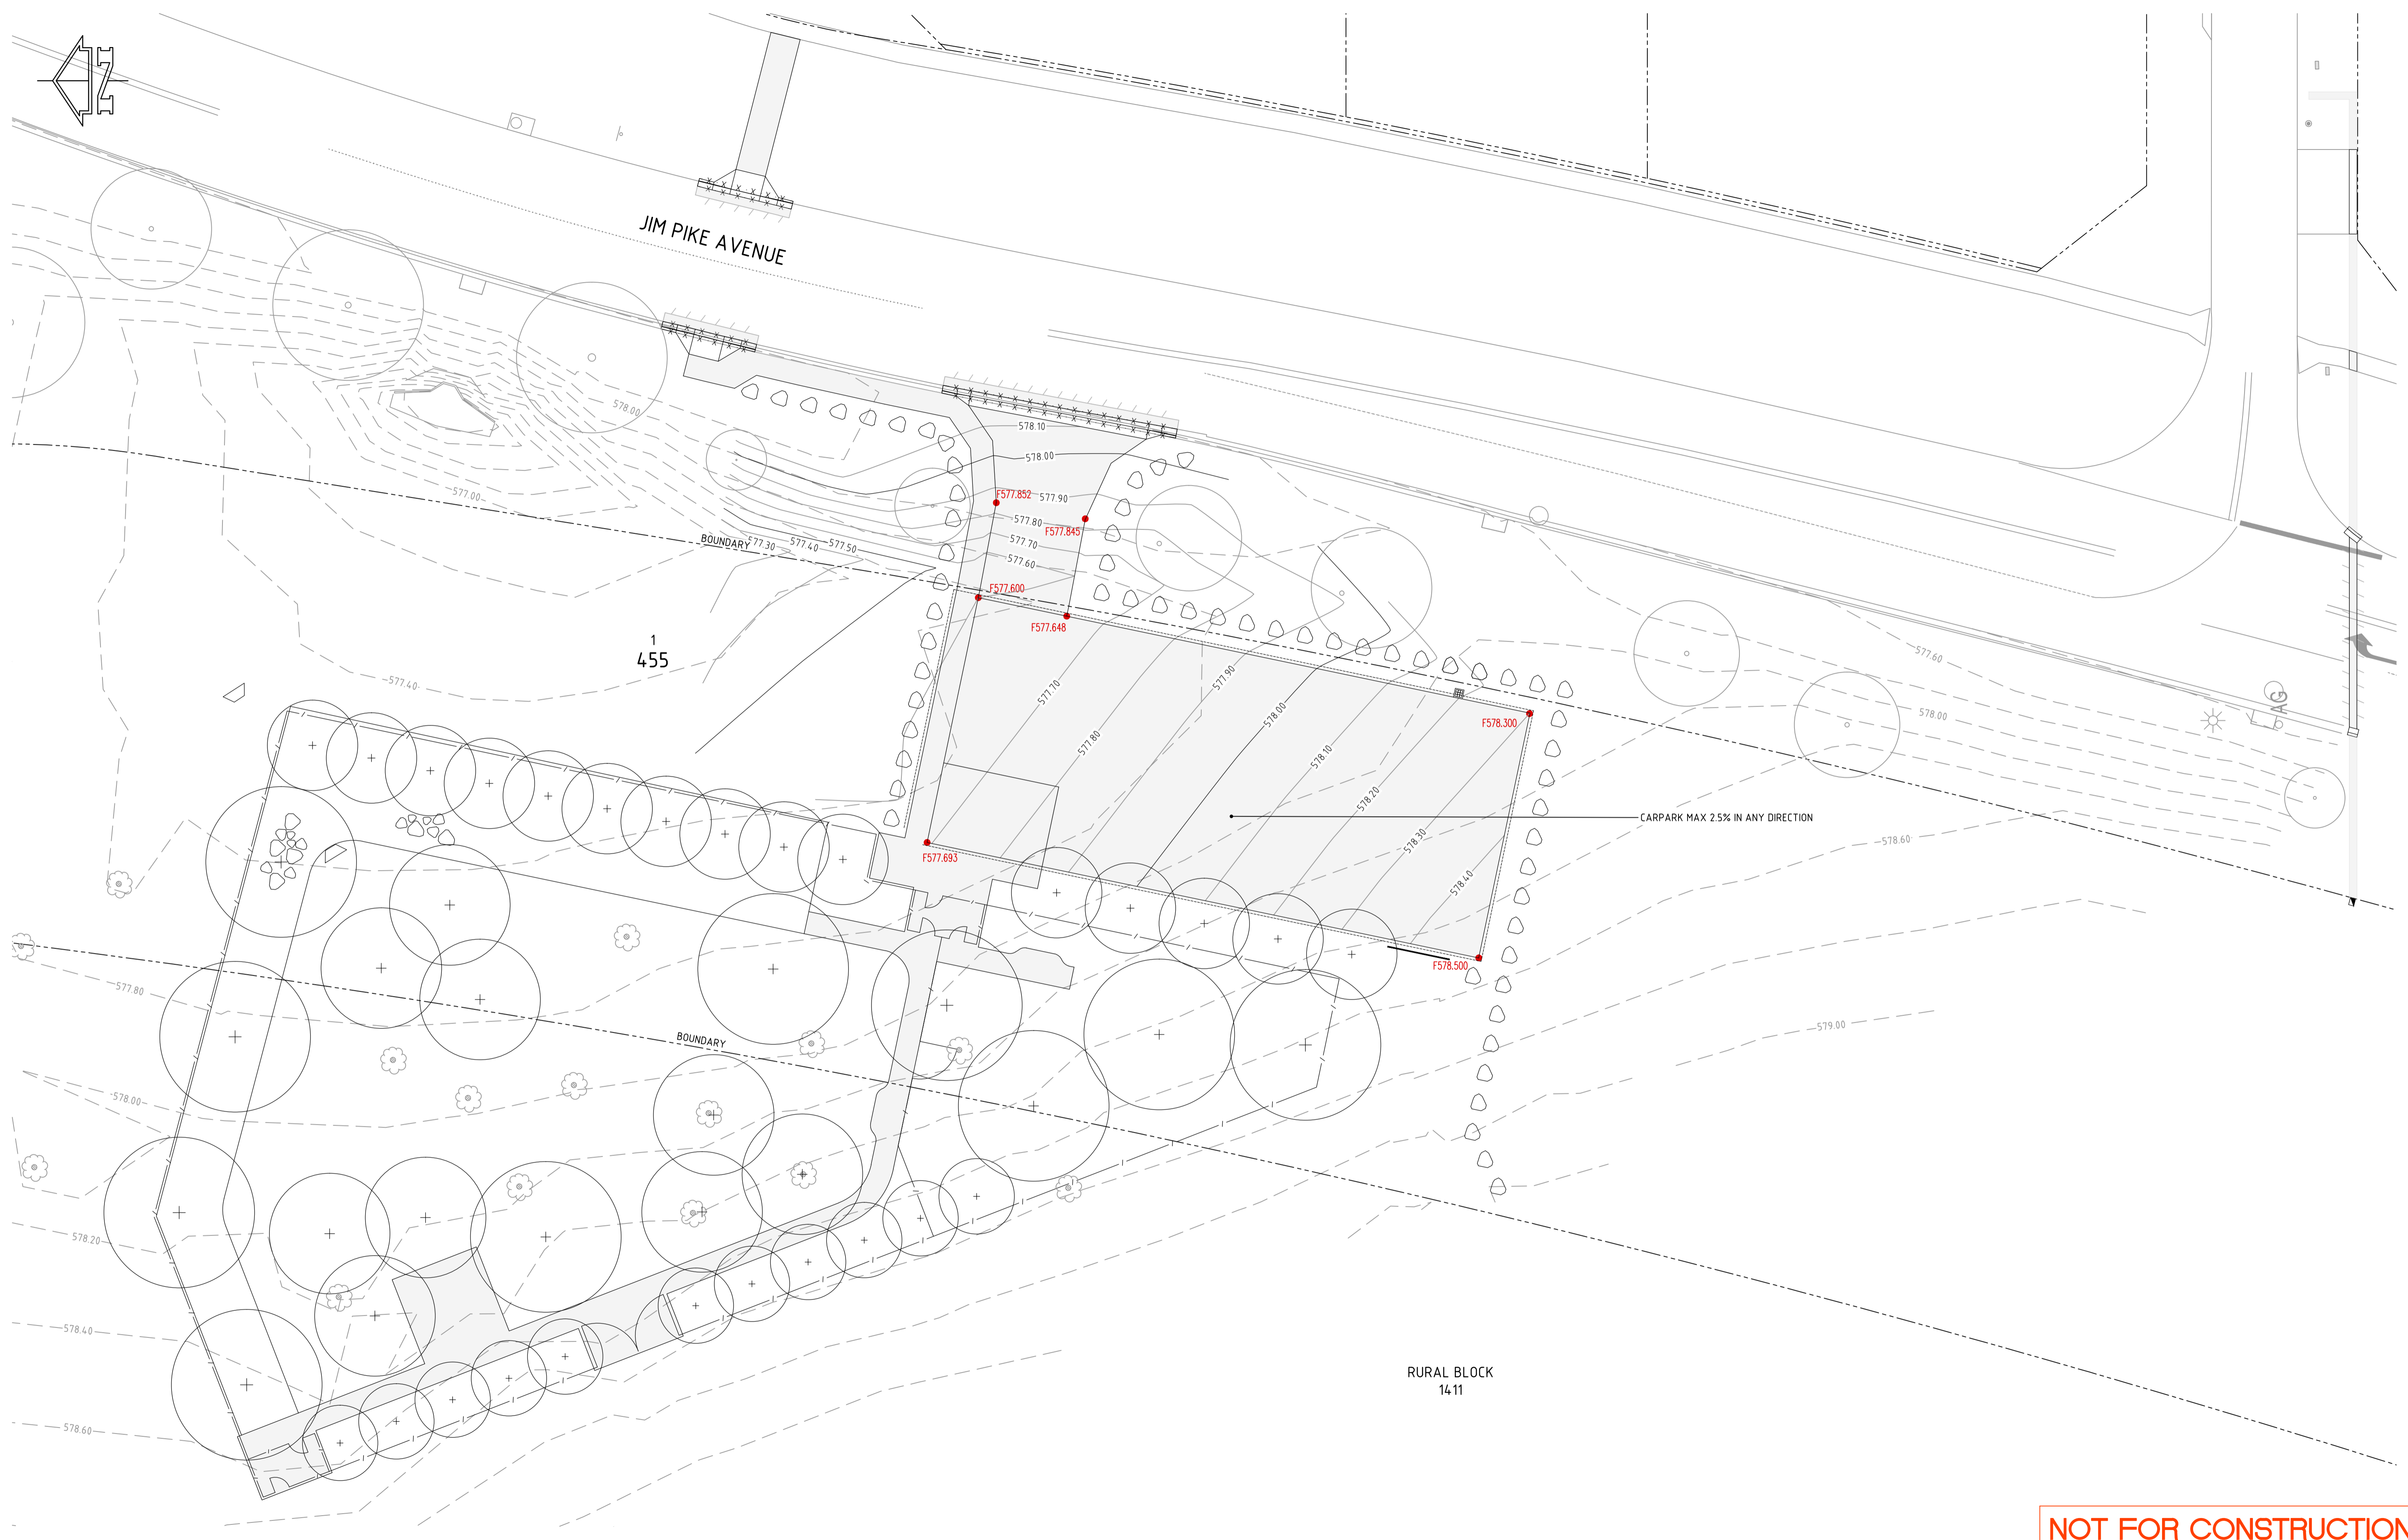 N
JIM PIKE AVENUE
578.00
578.10
578.00
577.00
F577.852
577.90
577.80
F577.845
BOUNDARY
577.30
577.40
577.50
577.70
577.60
F577.600
F577.648
1
455
577.40
577.70
577.90
577.60
578.00
F578.300
578.00
577.80
578.10
AG
578.20
CARPARK MAX 2.5% IN ANY DIRECTION
578.30
578.60
F577.693
578.40
F578.500
577.80
BOUNDARY
579.00
578.00
578.20
578.40
578.60
RURAL BLOCK
1411
NOT FOR CONSTRUCTION